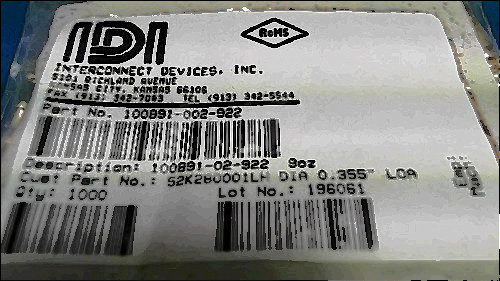 IDI
RoHS
INTERCONNECT DEVICES, INC.
5101 RICHLAND AVENUE
KANSAS CITY, KANSAS 66106
FAX (913) 342-7043 TEL (913) 342-5544
Part No. 100891-002-922
Description: 100891-02-922 9oz
Cust Part No.: S2K280001LP DIA 0.355" LOA
Qty: 1000 Lot No.: 196061